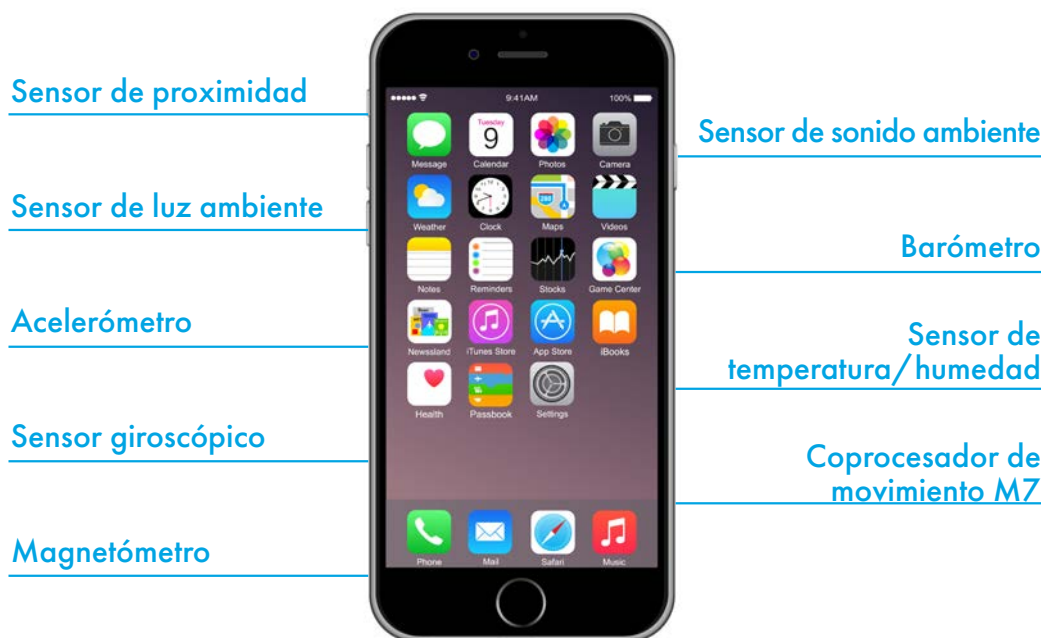 Sensor de proximidad
Sensor de luz ambiente
Acelerómetro
Sensor giroscópico
Magnetómetro
9:41AM
100%
Tuesday
9
Message
Calendar
Photos
Camera
280
Weather
Clock
Maps
Videos
Notes
Reminders
Stocks
Game Center
Newssland
iTunes Store
App Store
iBooks
Health
Passbook
Settings
Phone
Mail
Safari
Music
Sensor de sonido ambiente
Barómetro
Sensor de
temperatura/humedad
Coprocesador de
movimiento M7